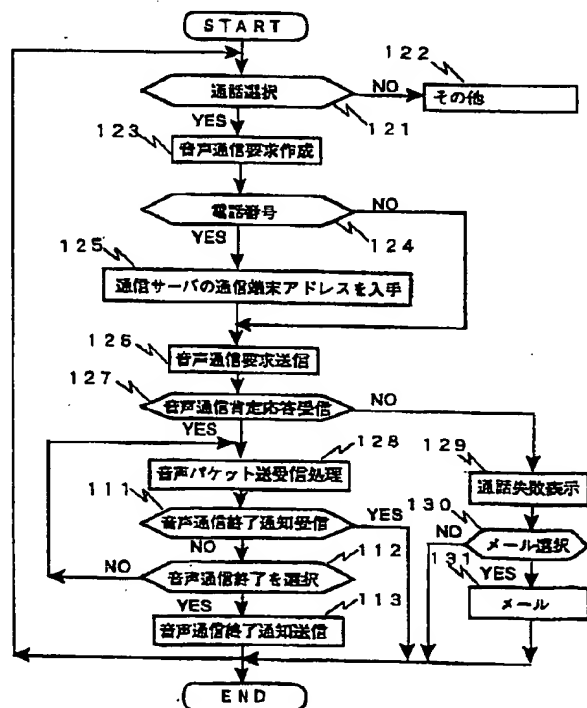 START
122
通話選択
NO
その他
YES
121
123
音声通信要求作成
電話番号
NO
YES
124
125
通信サーバの通信端末アドレスを入手
126
音声通信要求送信
127
音声通信肯定応答受信
NO
YES
128
音声パケット送受信処理
129
通話失敗表示
111
音声通信終了通知受信
YES
130
NO
メール選択
NO
112
131
YES
NO
音声通信終了を選択
メール
YES
113
音声通信終了通知送信
END